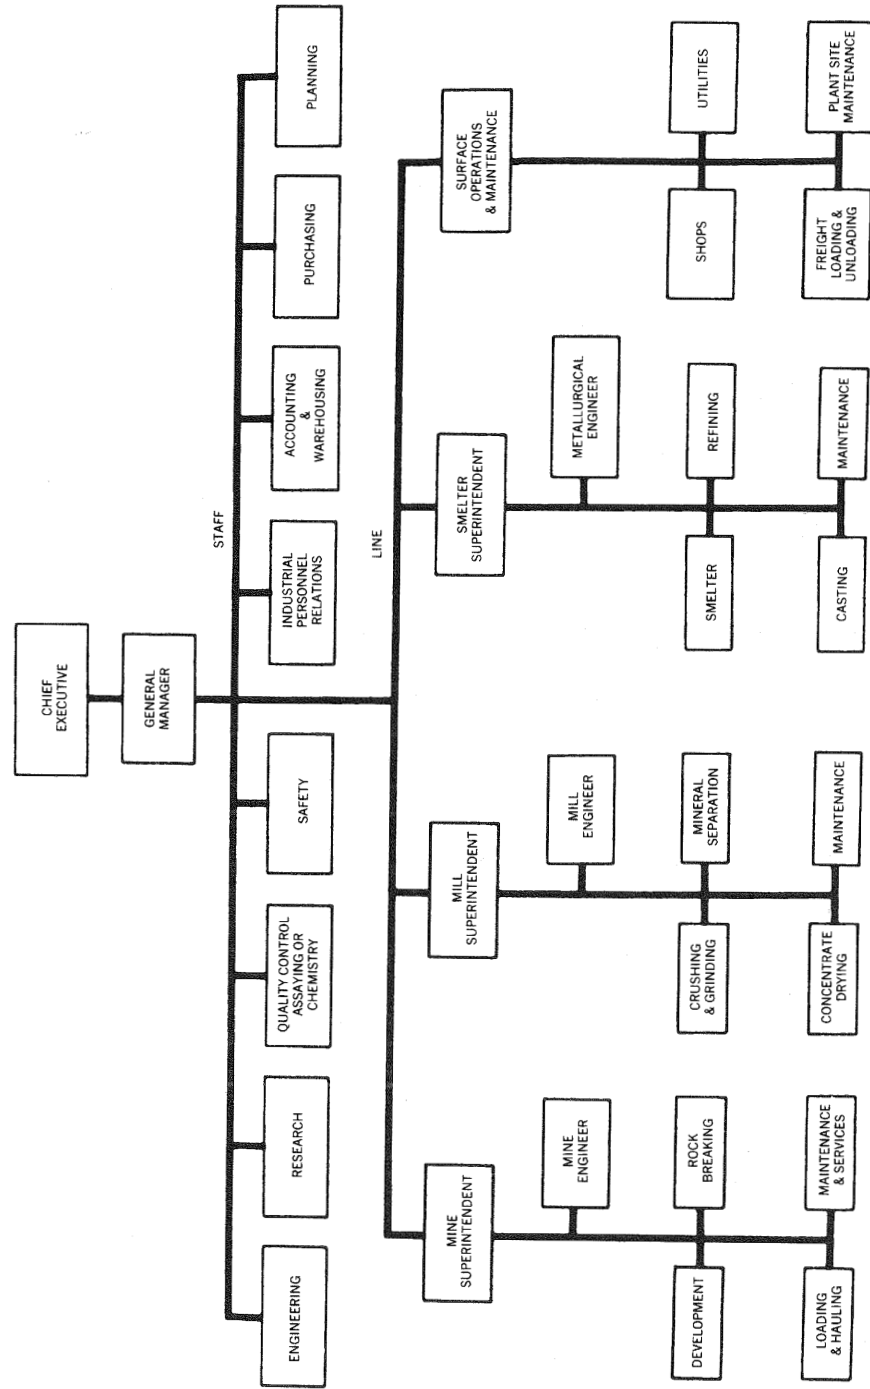 CHIEF
EXECUTIVE
GENERAL
MANAGER
STAFF
ENGINEERING
RESEARCH
QUALITY CONTROL
ASSAYING OR
CHEMISTRY
SAFETY
INDUSTRIAL
PERSONNEL
RELATIONS
ACCOUNTING
&
WAREHOUSING
PURCHASING
PLANNING
LINE
MINE
SUPERINTENDENT
MINE
ENGINEER
DEVELOPMENT
ROCK
BREAKING
LOADING
& HAULING
MAINTENANCE
& SERVICES
MILL
SUPERINTENDENT
MILL
ENGINEER
CRUSHING
& GRINDING
MINERAL
SEPARATION
CONCENTRATE
DRYING
MAINTENANCE
SMELTER
SUPERINTENDENT
METALLURGICAL
ENGINEER
SMELTER
REFINING
CASTING
MAINTENANCE
SURFACE
OPERATIONS
& MAINTENANCE
SHOPS
UTILITIES
FREIGHT
LOADING &
UNLOADING
PLANT SITE
MAINTENANCE